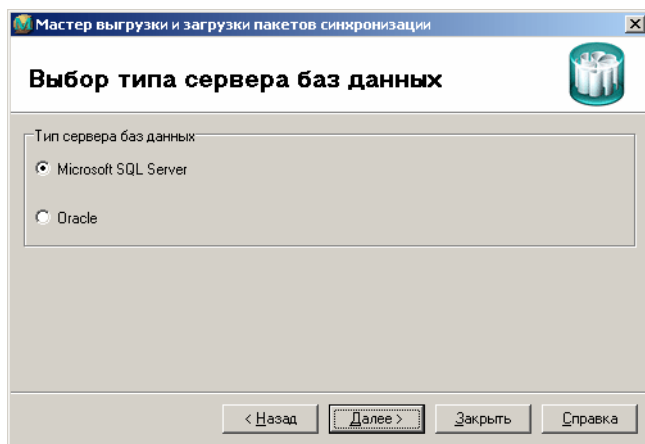 Мастер выгрузки и загрузки пакетов синхронизации
Выбор типа сервера баз данных
Тип сервера баз данных
Microsoft SQL Server
Oracle
< Назад Далее > Закрыть Справка